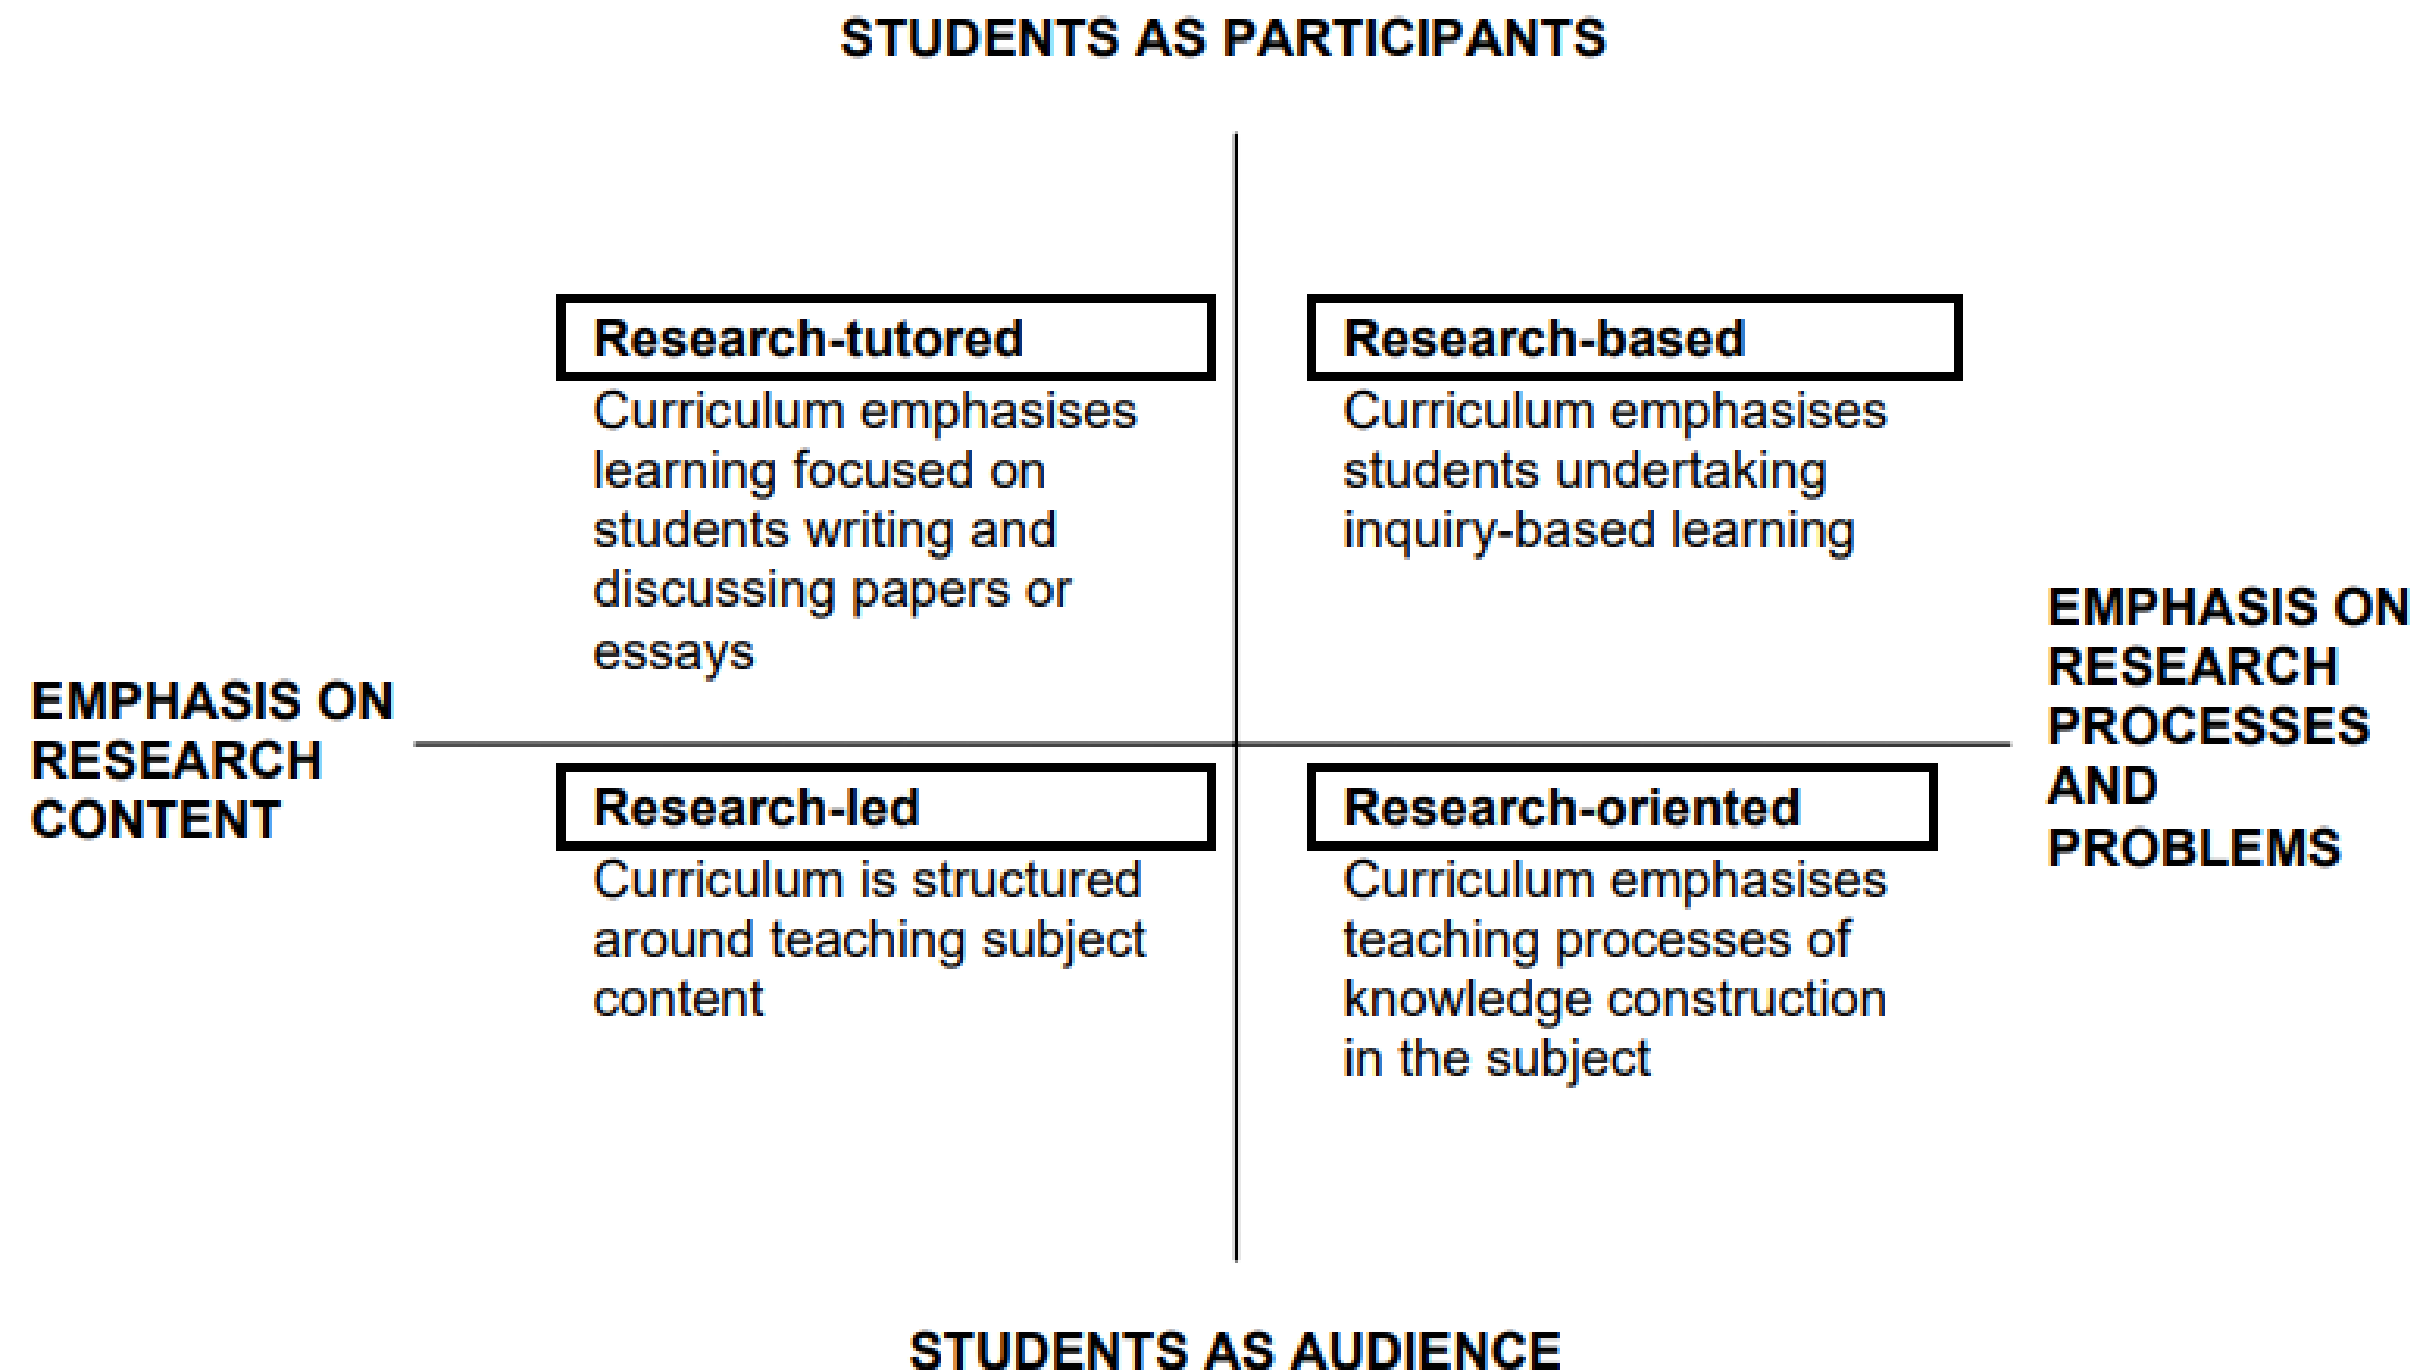 STUDENTS AS PARTICIPANTS
Research-tutored
Curriculum emphasises
learning focused on
students writing and
discussing papers or
essays
Research-based
Curriculum emphasises
students undertaking
inquiry-based learning
EMPHASIS ON
RESEARCH
CONTENT
EMPHASIS ON
RESEARCH
PROCESSES
AND
PROBLEMS
Research-led
Curriculum is structured
around teaching subject
content
Research-oriented
Curriculum emphasises
teaching processes of
knowledge construction
in the subject
STUDENTS AS AUDIENCE